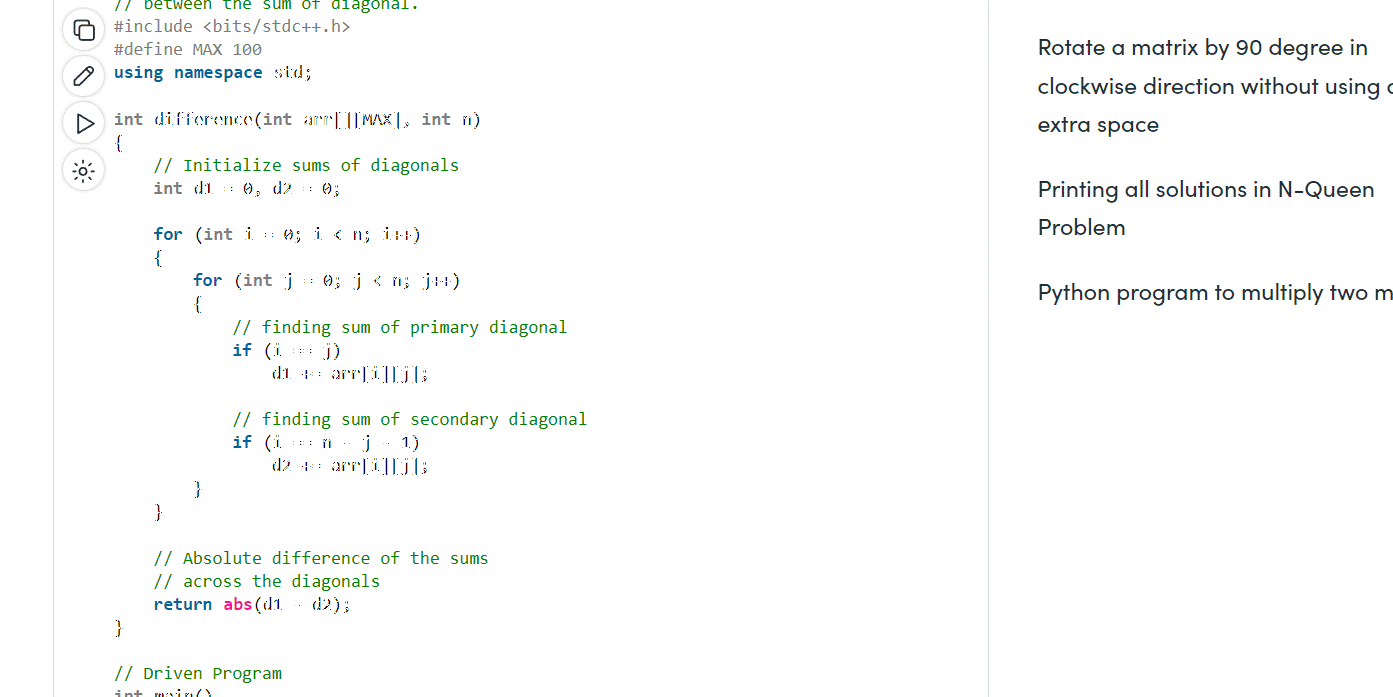 // between the sum of diagonal.
#include <bits/stdc++.h>
#define MAX 100
using namespace std;
int difference(int arr[][MAX], int n)
{
// Initialize sums of diagonals
int d1 = 0, d2 = 0;
for (int i = 0; i < n; i++)
{
for (int j = 0; j < n; j++)
{
// finding sum of primary diagonal
if (i == j)
d1 += arr[i][j];
// finding sum of secondary diagonal
if (i == n - j - 1)
d2 += arr[i][j];
}
}
// Absolute difference of the sums
// across the diagonals
return abs(d1 - d2);
}
// Driven Program
int main()
Rotate a matrix by 90 degree in
clockwise direction without using
extra space
Printing all solutions in N-Queen
Problem
Python program to multiply two